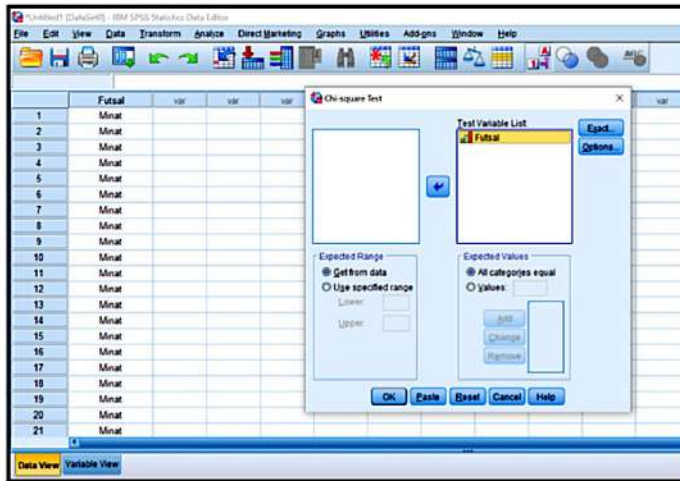 *Untitled1 [DataSet0] - IBM SPSS Statistics Data Editor
File Edit View Data Transform Analyze Direct Marketing Graphs Utilities Add-ons Window Help
Futsal var var var var
1 Minat
2 Minat
3 Minat
4 Minat
5 Minat
6 Minat
7 Minat
8 Minat
9 Minat
10 Minat
11 Minat
12 Minat
13 Minat
14 Minat
15 Minat
16 Minat
17 Minat
18 Minat
19 Minat
20 Minat
21 Minat
Chi-square Test
Test Variable List:
Futsal
Exact...
Options...
Expected Range
Get from data
Use specified range
Lower:
Upper:
Expected Values
All categories equal
Values:
Add
Change
Remove
OK Paste Reset Cancel Help
Data View Variable View